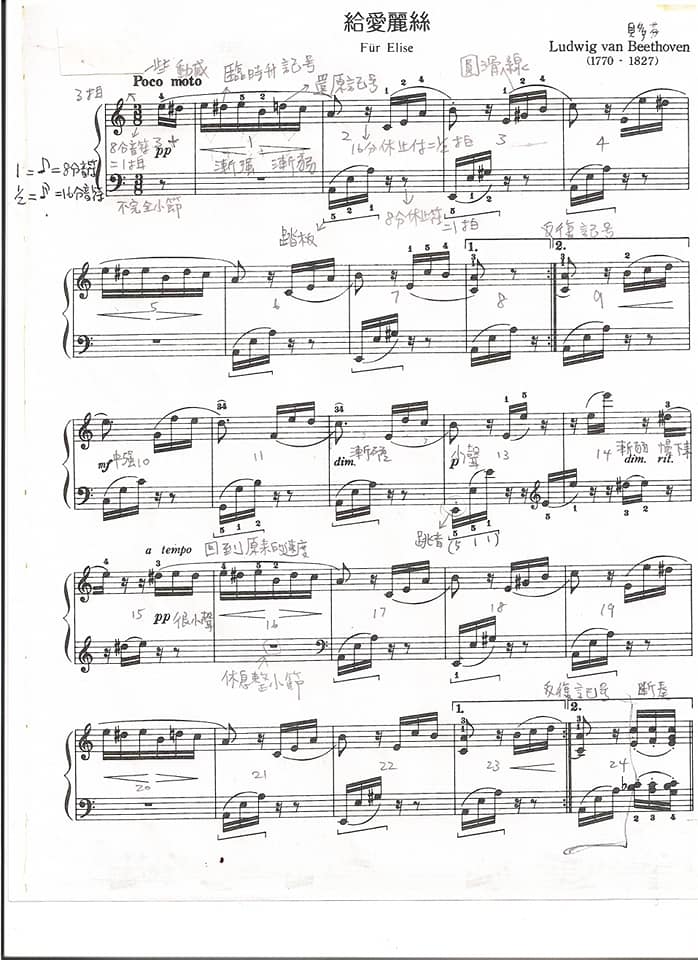 給愛麗絲
Für Elise
貝多芬
Ludwig van Beethoven
(1770 - 1827)
一些動感
Poco moto
臨時升記号
還原記号
圓滑線
3拍
8分音符
=1拍
pp
漸強 漸弱
1
2
16分休止符=½拍
3
4
1=♪=8分音符
½=♪=16分音符
不完全小節
踏板
8分休止符
=1拍
反復記号
1.
2.
5
6
7
8
9
mf 中強10
11
dim.
漸弱
p
小聲
13
14
漸弱 慢下來
dim. rit.
跳音(5 1 1)
a tempo
回到原來的速度
15
pp 很小聲
16
17
18
19
休息整小節
反復記号
斷奏
1.
2.
20
21
22
23
24